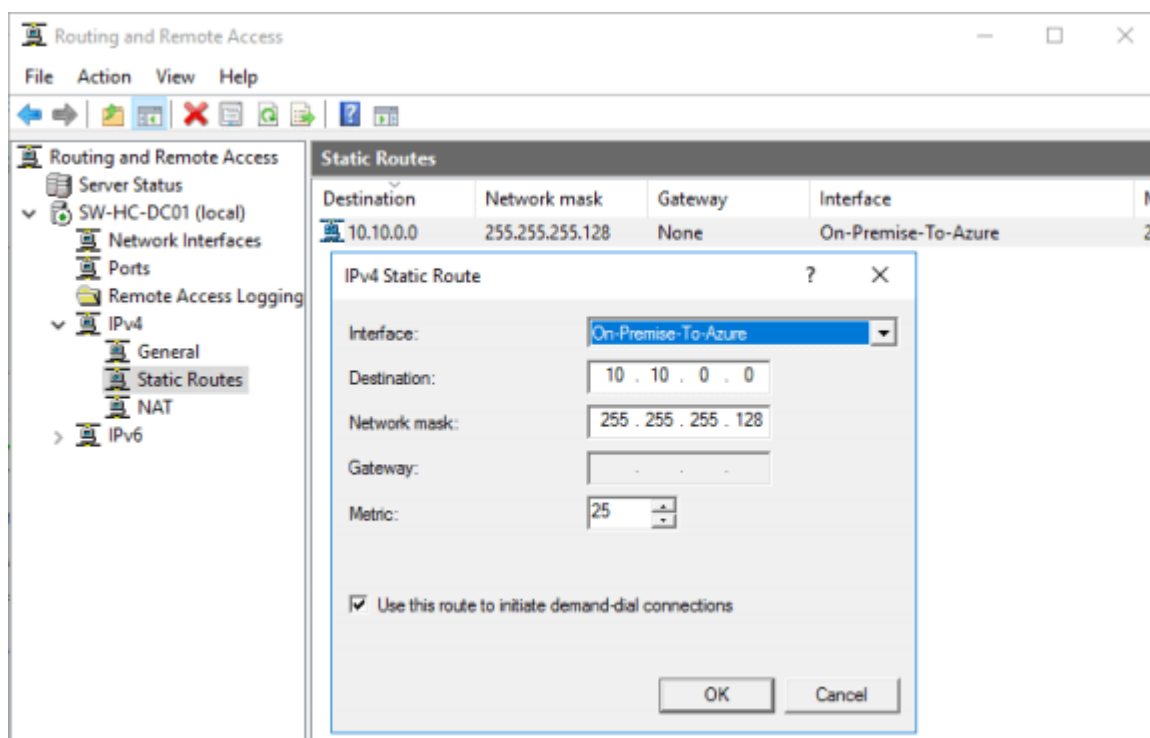 Routing and Remote Access
File Action View Help
Routing and Remote Access
Server Status
SW-HC-DC01 (local)
Network Interfaces
Ports
Remote Access Logging
IPv4
General
Static Routes
NAT
IPv6
Static Routes
Destination Network mask Gateway Interface
10.10.0.0 255.255.255.128 None On-Premise-To-Azure 2
IPv4 Static Route ?
Interface: On-Premise-To-Azure
Destination: 10 . 10 . 0 . 0
Network mask: 255 . 255 . 255 . 128
Gateway: . . .
Metric: 25
Use this route to initiate demand-dial connections
OK Cancel